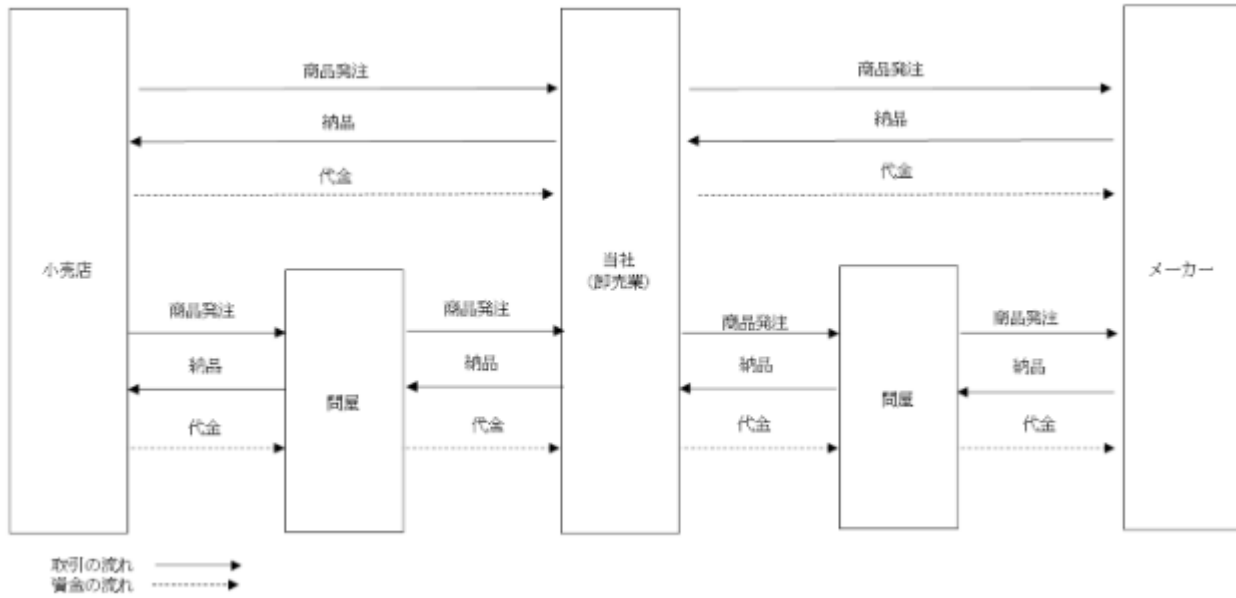 商品発注
商品発注
納品
納品
代金
代金
小売店
当社
(卸売業)
メーカー
商品発注
商品発注
商品発注
商品発注
納品
納品
納品
納品
問屋
問屋
代金
代金
代金
代金
取引の流れ
資金の流れ